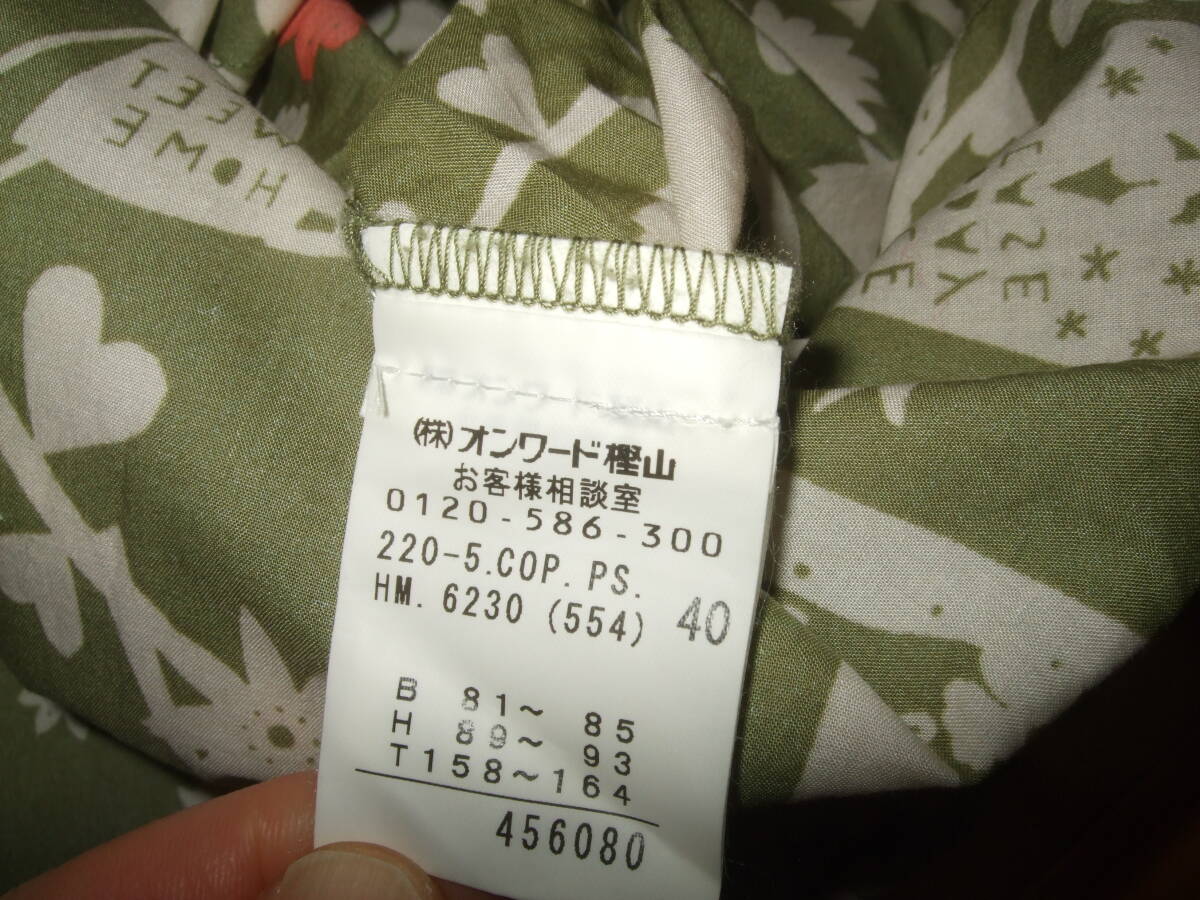 (株)オンワード樫山
お客様相談室
0120-586-300
220-5.COP.PS.
HM. 6230 (554) 40
B 81~ 85
H 89~ 93
T158~164
456080
HOME